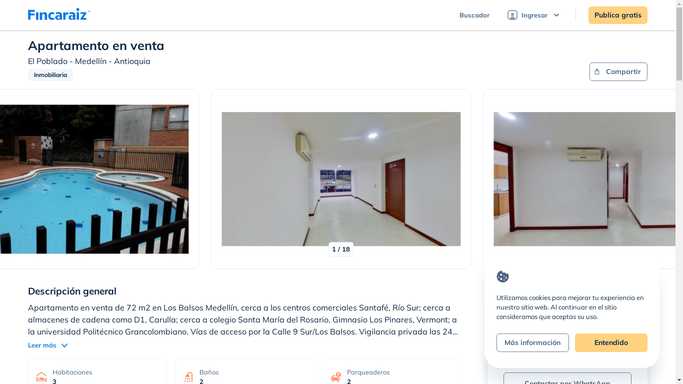 Fincaraiz
Buscador
Ingresar
Publica gratis
Apartamento en venta
El Poblado - Medellín - Antioquia
Inmobiliaria
Compartir
1 / 18
Descripción general
Apartamento en venta de 72 m2 en Los Balsos Medellín, cerca a los centros comerciales Santafé, Río Sur; cerca a
almacenes de cadena como D1, Carulla; cerca a colegio Santa María del Rosario, Gimnasio Los Pinares, Vermont; a
la universidad Politécnico Grancolombiano. Vías de acceso por la Calle 9 Sur/Los Balsos. Vigilancia privada las 24...
Leer más
Habitaciones
3
Baños
2
Parqueaderos
2
Utilizamos cookies para mejorar tu experiencia en
nuestro sitio web. Al continuar en el sitio
consideramos que aceptas su uso.
Más información
Entendido
Contactar por WhatsApp